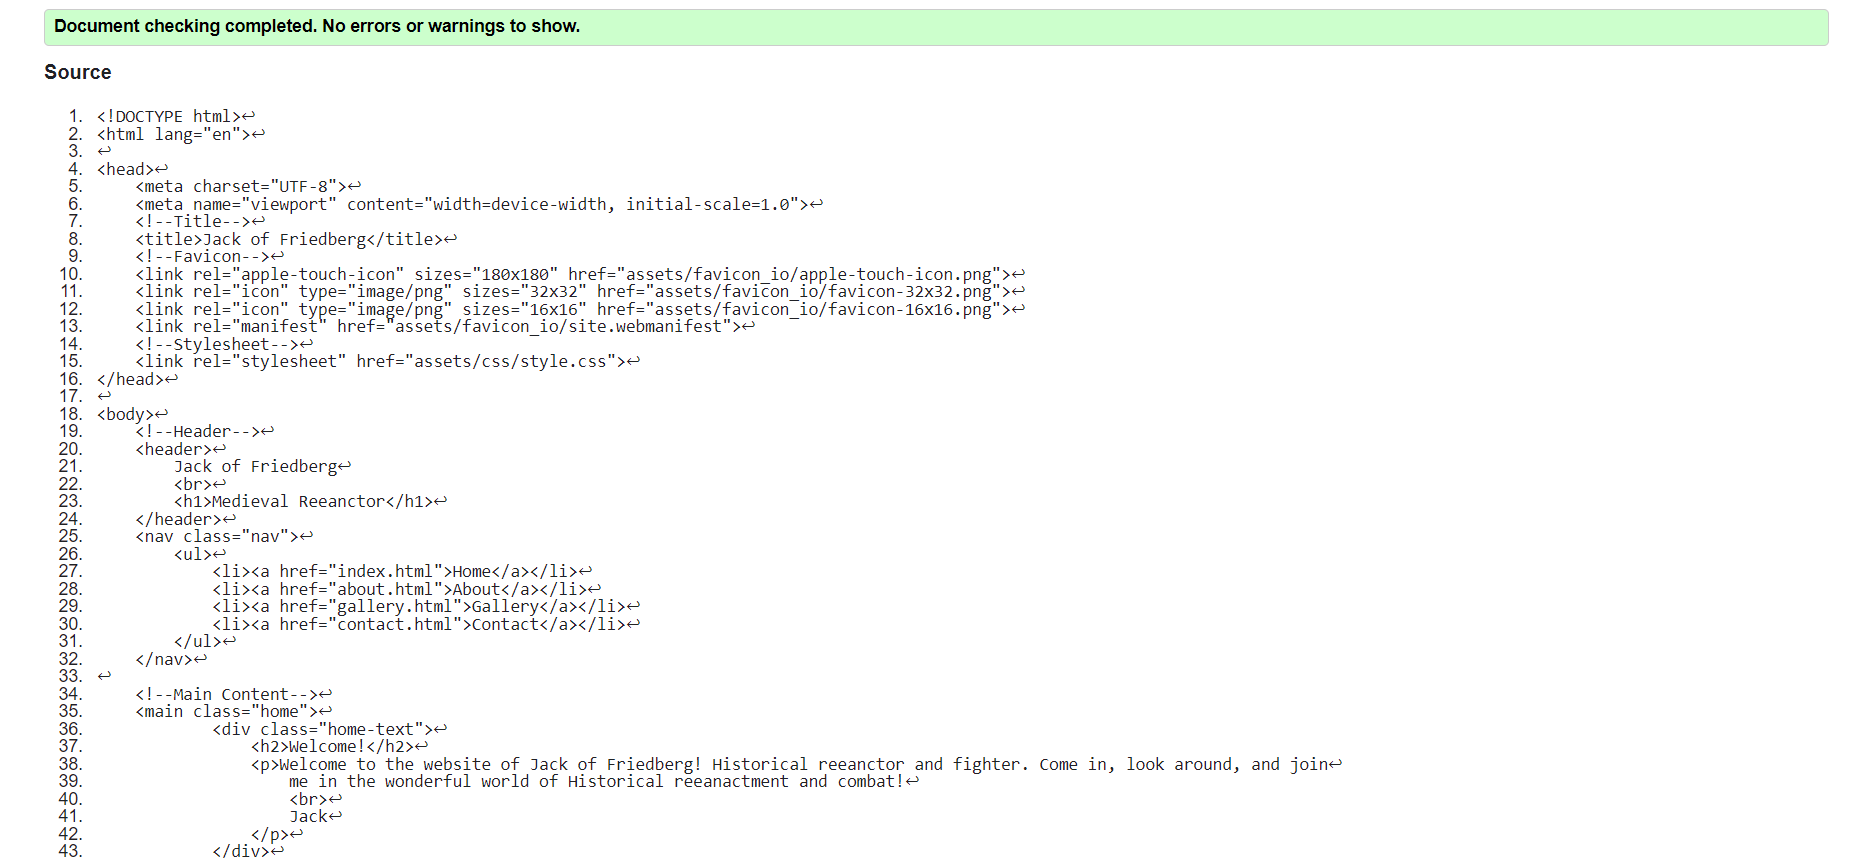 Document checking completed. No errors or warnings to show.
Source
1. <!DOCTYPE html>↩
2. <html lang="en">↩
3. ↩
4. <head>↩
5.     <meta charset="UTF-8">↩
6.     <meta name="viewport" content="width=device-width, initial-scale=1.0">↩
7.     <!--Title-->↩
8.     <title>Jack of Friedberg</title>↩
9.     <!--Favicon-->↩
10.     <link rel="apple-touch-icon" sizes="180x180" href="assets/favicon_io/apple-touch-icon.png">↩
11.     <link rel="icon" type="image/png" sizes="32x32" href="assets/favicon_io/favicon-32x32.png">↩
12.     <link rel="icon" type="image/png" sizes="16x16" href="assets/favicon_io/favicon-16x16.png">↩
13.     <link rel="manifest" href="assets/favicon_io/site.webmanifest">↩
14.     <!--Stylesheet-->↩
15.     <link rel="stylesheet" href="assets/css/style.css">↩
16. </head>↩
17. ↩
18. <body>↩
19.     <!--Header-->↩
20.     <header>↩
21.         Jack of Friedberg↩
22.         <br>↩
23.         <h1>Medieval Reeanctor</h1>↩
24.     </header>↩
25.     <nav class="nav">↩
26.         <ul>↩
27.             <li><a href="index.html">Home</a></li>↩
28.             <li><a href="about.html">About</a></li>↩
29.             <li><a href="gallery.html">Gallery</a></li>↩
30.             <li><a href="contact.html">Contact</a></li>↩
31.         </ul>↩
32.     </nav>↩
33. ↩
34.     <!--Main Content-->↩
35.     <main class="home">↩
36.             <div class="home-text">↩
37.                 <h2>Welcome!</h2>↩
38.                 <p>Welcome to the website of Jack of Friedberg! Historical reeanctor and fighter. Come in, look around, and join↩
39.                     me in the wonderful world of Historical reeanactment and combat!↩
40.                     <br>↩
41.                     Jack↩
42.                 </p>↩
43.             </div>↩